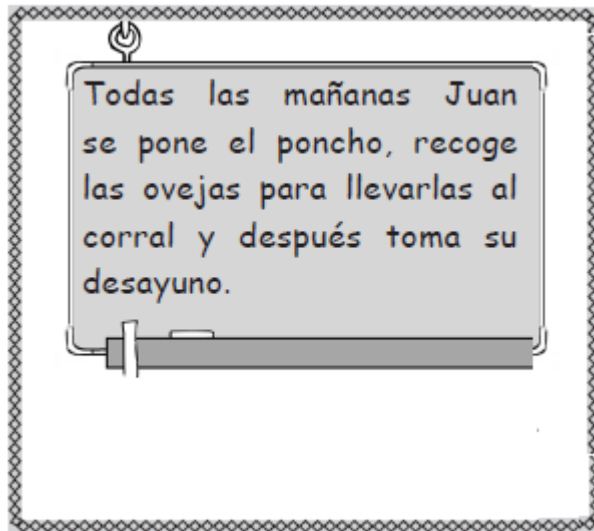 Todas las mañanas Juan
se pone el poncho, recoge
las ovejas para llevarlas al
corral y después toma su
desayuno.